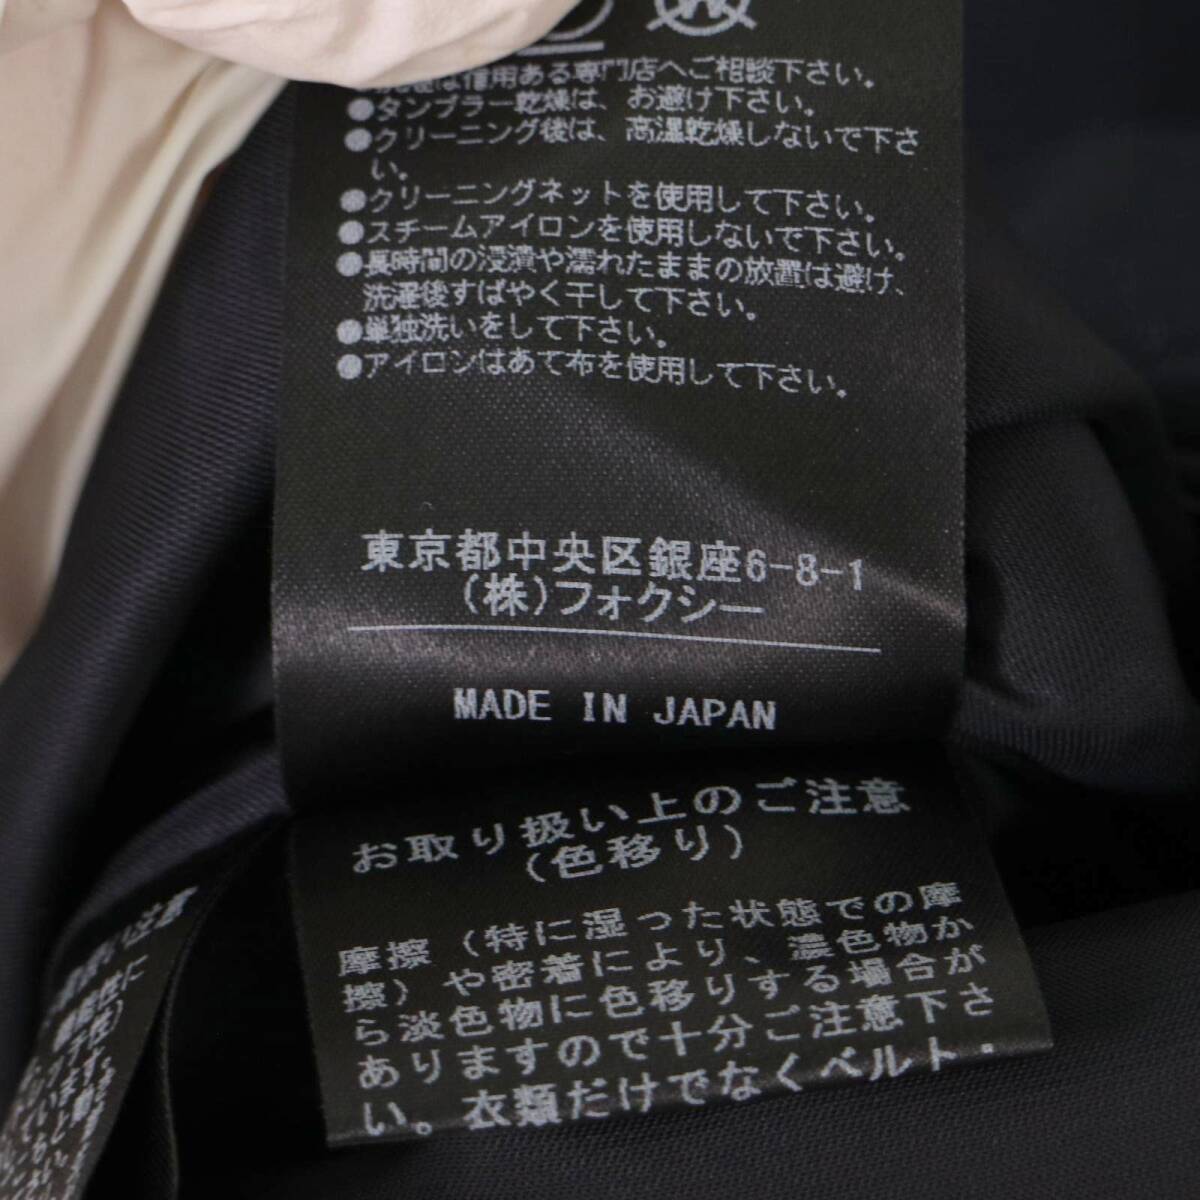 は信用ある専門店へご相談下さい。
●タンブラー乾燥は、お避け下さい。
●クリーニング後は、高温乾燥しないで下さ
い。
●クリーニングネットを使用して下さい。
●スチームアイロンを使用しないで下さい。
●長時間の浸漬や濡れたままの放置は避け、
洗濯後すばやく干して下さい。
●単独洗いをして下さい。
●アイロンはあて布を使用して下さい。
東京都中央区銀座6-8-1
(株)フォクシー
MADE IN JAPAN
お取り扱い上のご注意
(色移り)
摩擦(特に湿った状態での摩
擦)や密着により、濃色物か
ら淡色物に色移りする場合が
ありますので十分ご注意下さ
い。衣類だけでなくベルト・